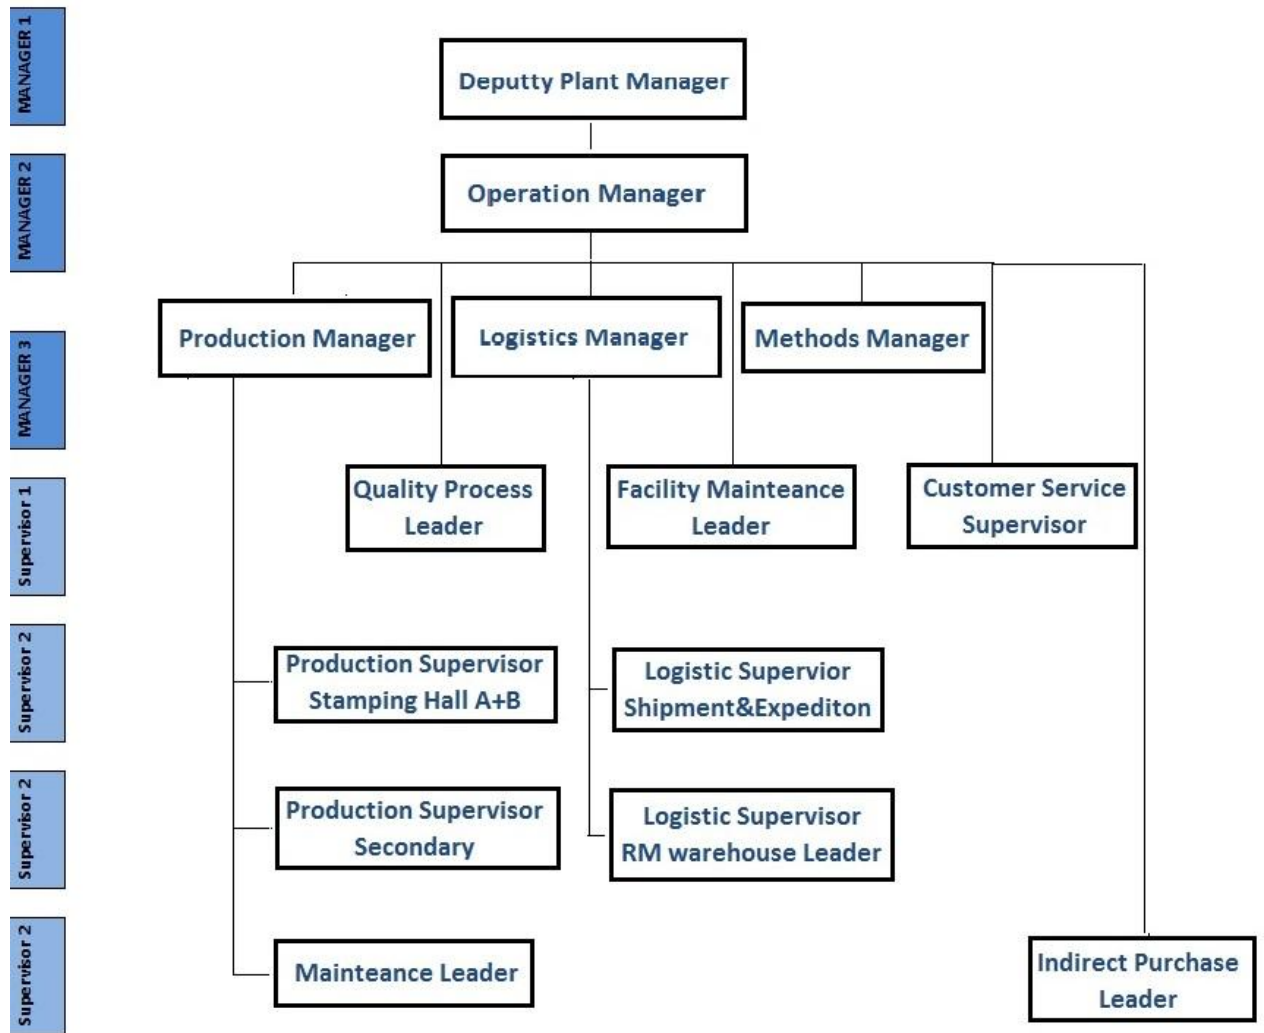 MANAGER 1
Deputty Plant Manager
MANAGER 2
Operation Manager
MANAGER 3
Production Manager
Logistics Manager
Methods Manager
Supervisor 1
Quality Process
Leader
Facility Mainteance
Leader
Customer Service
Supervisor
Supervisor 2
Production Supervisor
Stamping Hall A+B
Logistic Supervior
Shipment&Expediton
Supervisor 2
Production Supervisor
Secondary
Logistic Supervisor
RM warehouse Leader
Supervisor 2
Mainteance Leader
Indirect Purchase
Leader